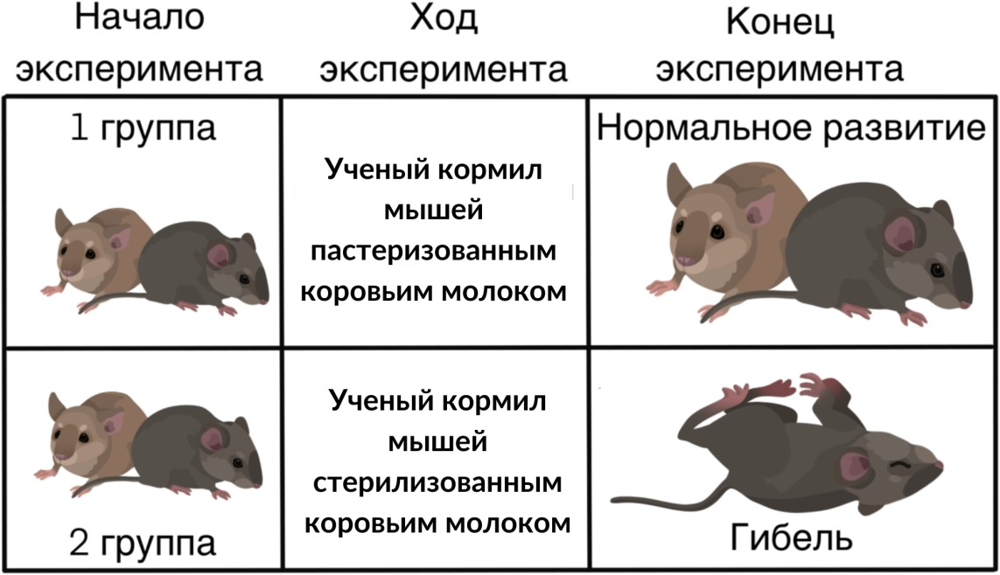 Начало
эксперимента
Ход
эксперимента
Конец
эксперимента
1 группа
Ученый кормил
мышей
пастеризованным
коровьим молоком
Нормальное развитие
2 группа
Ученый кормил
мышей
стерилизованным
коровьим молоком
Гибель